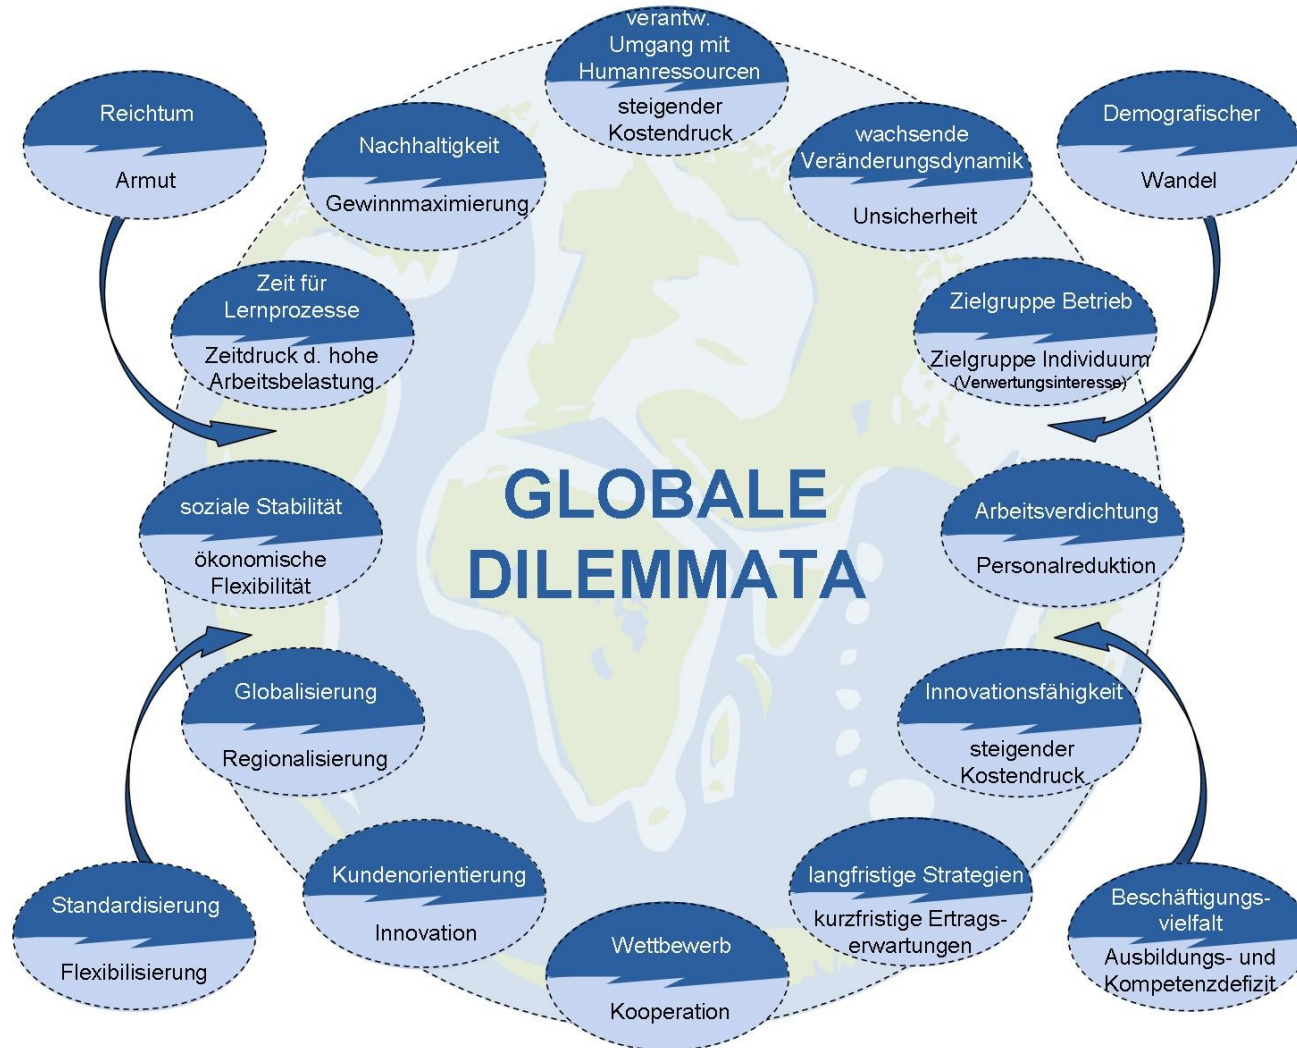 verantw.
Umgang mit
Humanressourcen
steigender
Kostendruck
Reichtum
Armut
Nachhaltigkeit
Gewinnmaximierung
wachsende
Veränderungsdynamik
Unsicherheit
Demografischer
Wandel
Zeit für
Lernprozesse
Zeitdruck d. hohe
Arbeitsbelastung
Zielgruppe Betrieb
Zielgruppe Individuum
(Verwertungsinteresse)
GLOBALE
DILEMMATA
soziale Stabilität
ökonomische
Flexibilität
Arbeitsverdichtung
Personalreduktion
Globalisierung
Regionalisierung
Innovationsfähigkeit
steigender
Kostendruck
Standardisierung
Flexibilisierung
Kundenorientierung
Innovation
Wettbewerb
Kooperation
langfristige Strategien
kurzfristige Ertrags-
erwartungen
Beschäftigungs-
vielfalt
Ausbildungs- und
Kompetenzdefizit